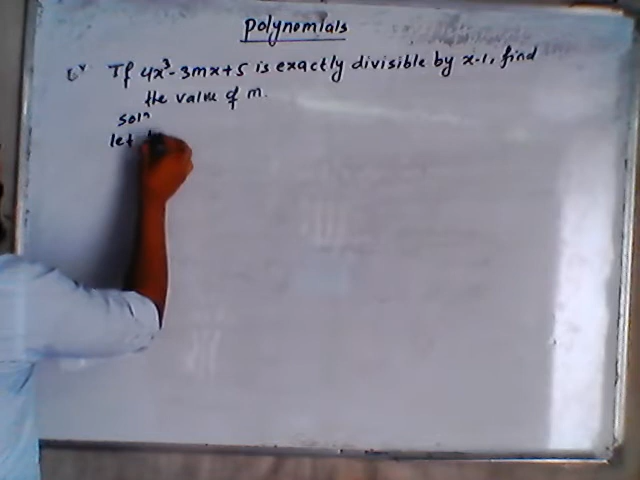 Polynomials
If 4x³-3mx+5 is exactly divisible by x-1, find
the value of m.
solⁿ
let